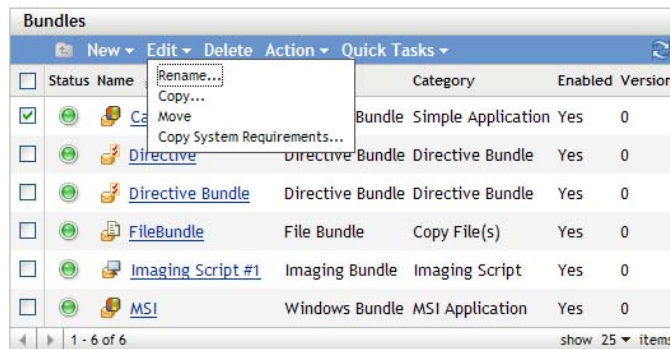 Bundles
New Edit Delete Action Quick Tasks
Status Name Category Enabled Version
Ca Bundle Simple Application Yes 0
Rename...
Copy...
Move
Copy System Requirements...
Directive Directive Bundle Directive Bundle Yes 0
Directive Bundle Directive Bundle Directive Bundle Yes 0
FileBundle File Bundle Copy File(s) Yes 0
Imaging Script #1 Imaging Bundle Imaging Script Yes 0
MSI Windows Bundle MSI Application Yes 0
1 - 6 of 6 show 25 items